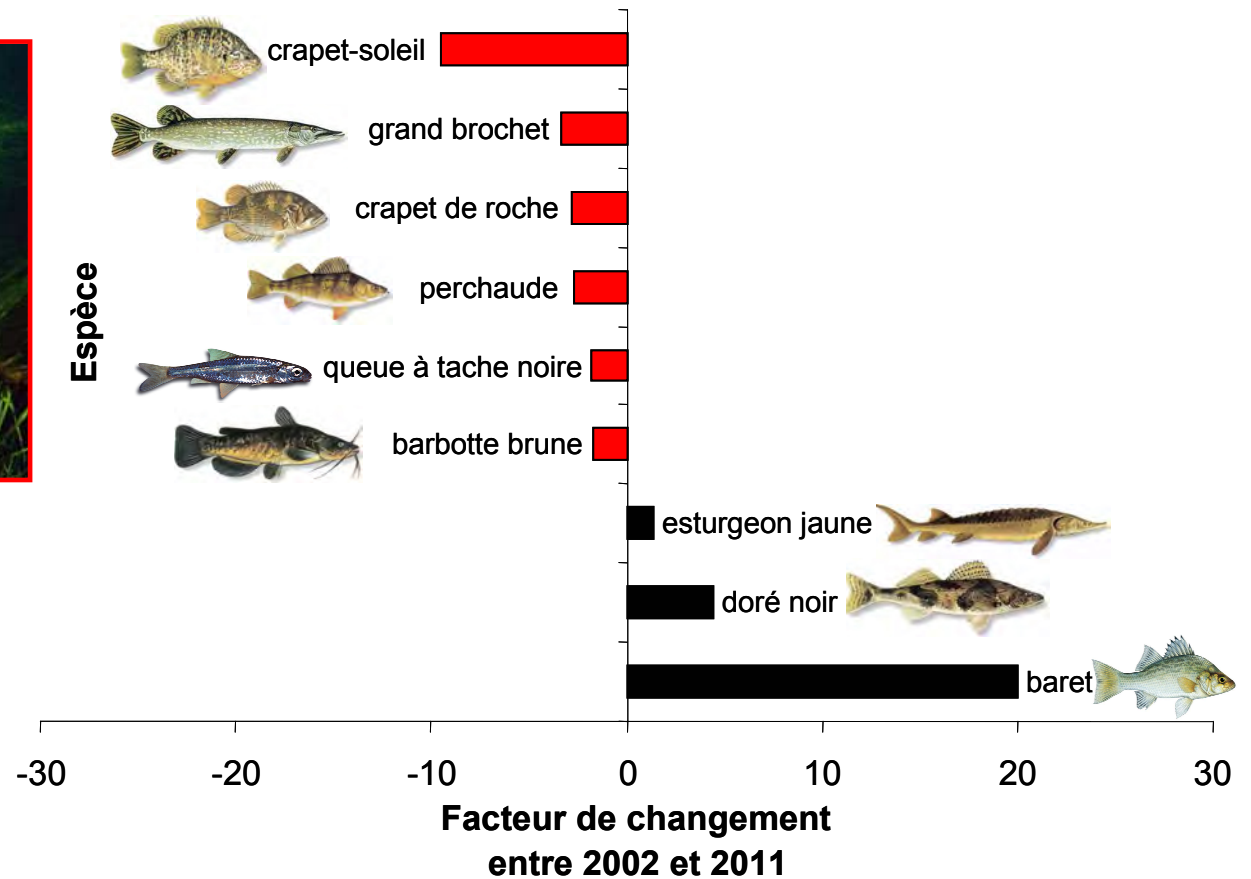 crapet-soleil
grand brochet
crapet de roche
perchaude
queue à tache noire
barbotte brune
esturgeon jaune
doré noir
baret
Espèce
-30 -20 -10 0 10 20 30
Facteur de changement
entre 2002 et 2011